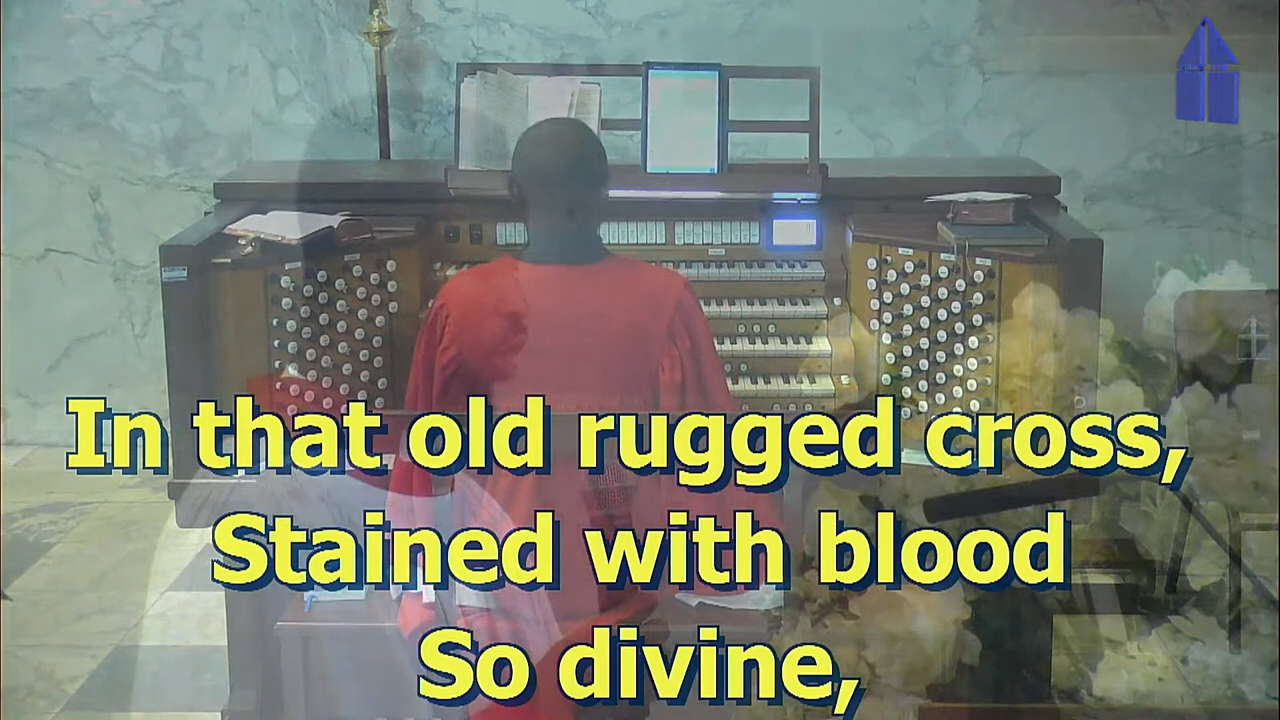 In that old rugged cross,
Stained with blood
So divine,